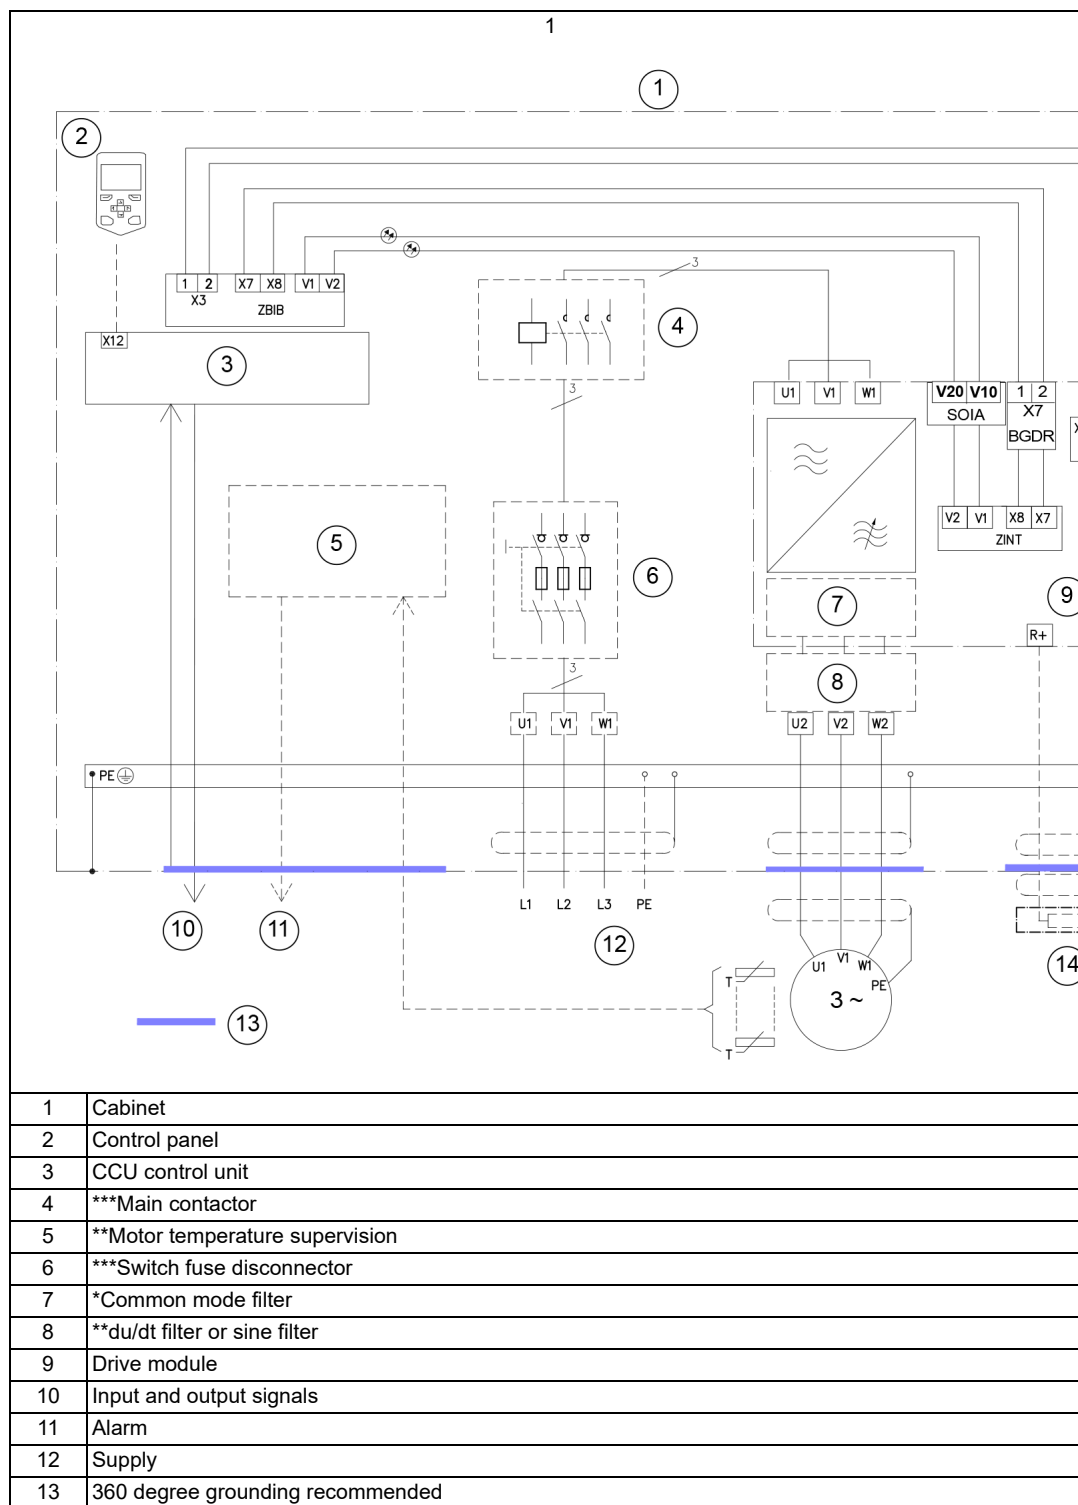 1
1
2
1 2 X7 X8 V1 V2
X3
ZBIB
3
4
X12
3
U1 V1 W1
V20 V10 1 2
SOIA X7
BGDR
3
5
6
V2 V1 X8 X7
ZINT
7
9
R+
3
8
U1 V1 W1
U2 V2 W2
PE
L1 L2 L3 PE
10 11 12
14
U1 V1 W1
PE
T
3 ~
13
T
1 Cabinet
2 Control panel
3 CCU control unit
4 ***Main contactor
5 **Motor temperature supervision
6 ***Switch fuse disconnector
7 *Common mode filter
8 **du/dt filter or sine filter
9 Drive module
10 Input and output signals
11 Alarm
12 Supply
13 360 degree grounding recommended